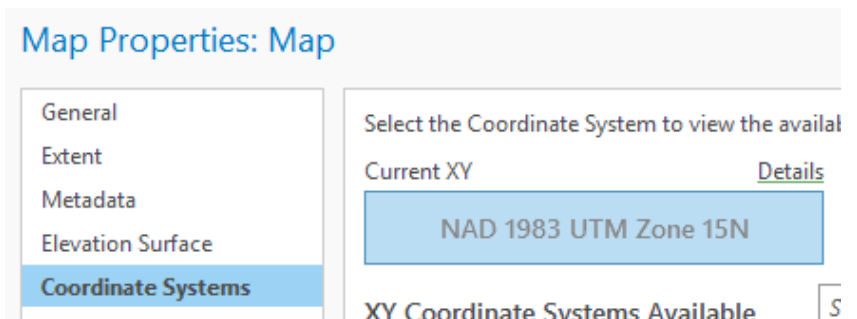 Map Properties: Map
General
Extent
Metadata
Elevation Surface
Coordinate Systems
Select the Coordinate System to view the
Current XY Details
NAD 1983 UTM Zone 15N
XY Coordinate Systems Available